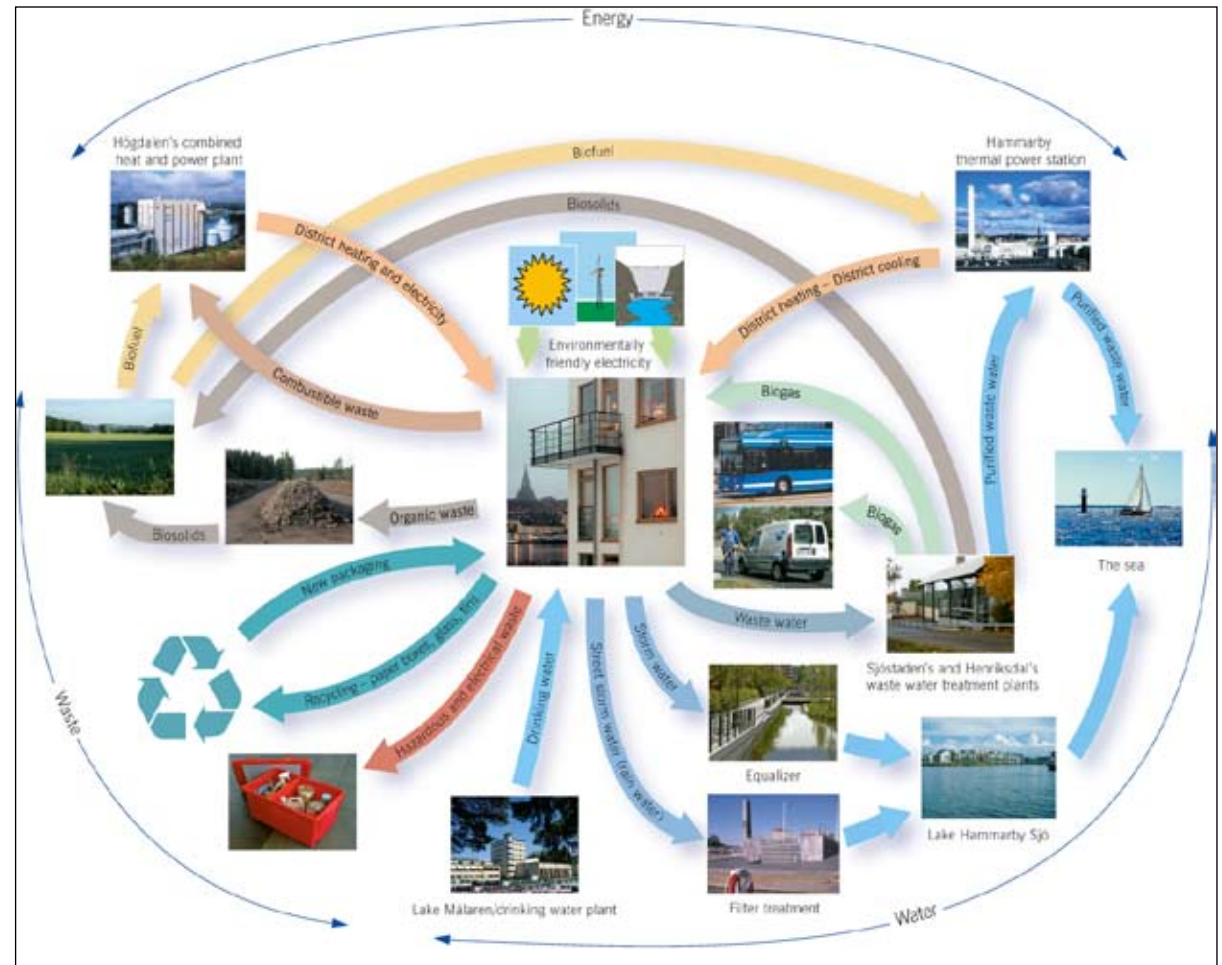 Energy
Högdalen's combined
heat and power plant
Hammarby
thermal power station
Biofuel
Biosolids
District heating and electricity
District heating – District cooling
Purified waste water
Environmentally
friendly electricity
Biofuel
Combustible waste
Biogas
Purified waste water
Organic waste
Biosolids
Biogas
The sea
New packaging
Waste water
Recycling – paper boxes, glass, tins
Hazardous and electrical waste
Drinking water
Storm water
Street storm water (rain water)
Sjöstaden's and Henriksdal's
waste water treatment plants
Waste
Equalizer
Lake Hammarby Sjö
Lake Mälaren/drinking water plant
Filter treatment
Water